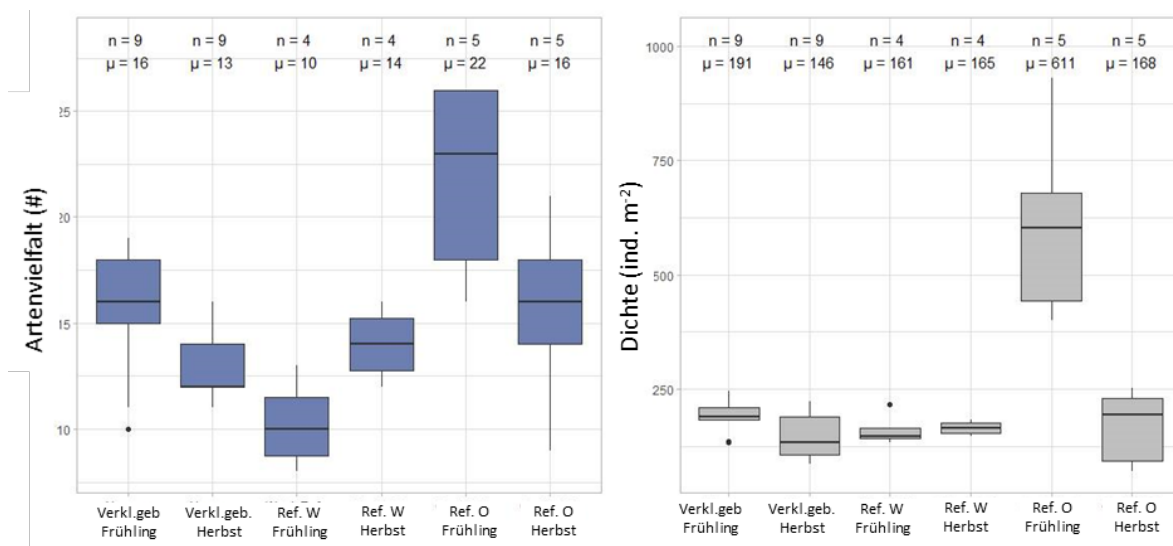 n = 9 n = 9 n = 4 n = 4 n = 5 n = 5
μ = 16 μ = 13 μ = 10 μ = 14 μ = 22 μ = 16
25
20
15
10
Artenvielfalt (#)
Verkl.geb Verkl.geb. Ref. W Ref. W Ref. O Ref. O
Frühling Herbst Frühling Herbst Frühling Herbst
n = 9 n = 9 n = 4 n = 4 n = 5 n = 5
μ = 191 μ = 146 μ = 161 μ = 165 μ = 611 μ = 168
1000
750
500
250
Dichte (ind. m⁻²)
Verkl.geb Verkl.geb. Ref. W Ref. W Ref. O Ref. O
Frühling Herbst Frühling Herbst Frühling Herbst